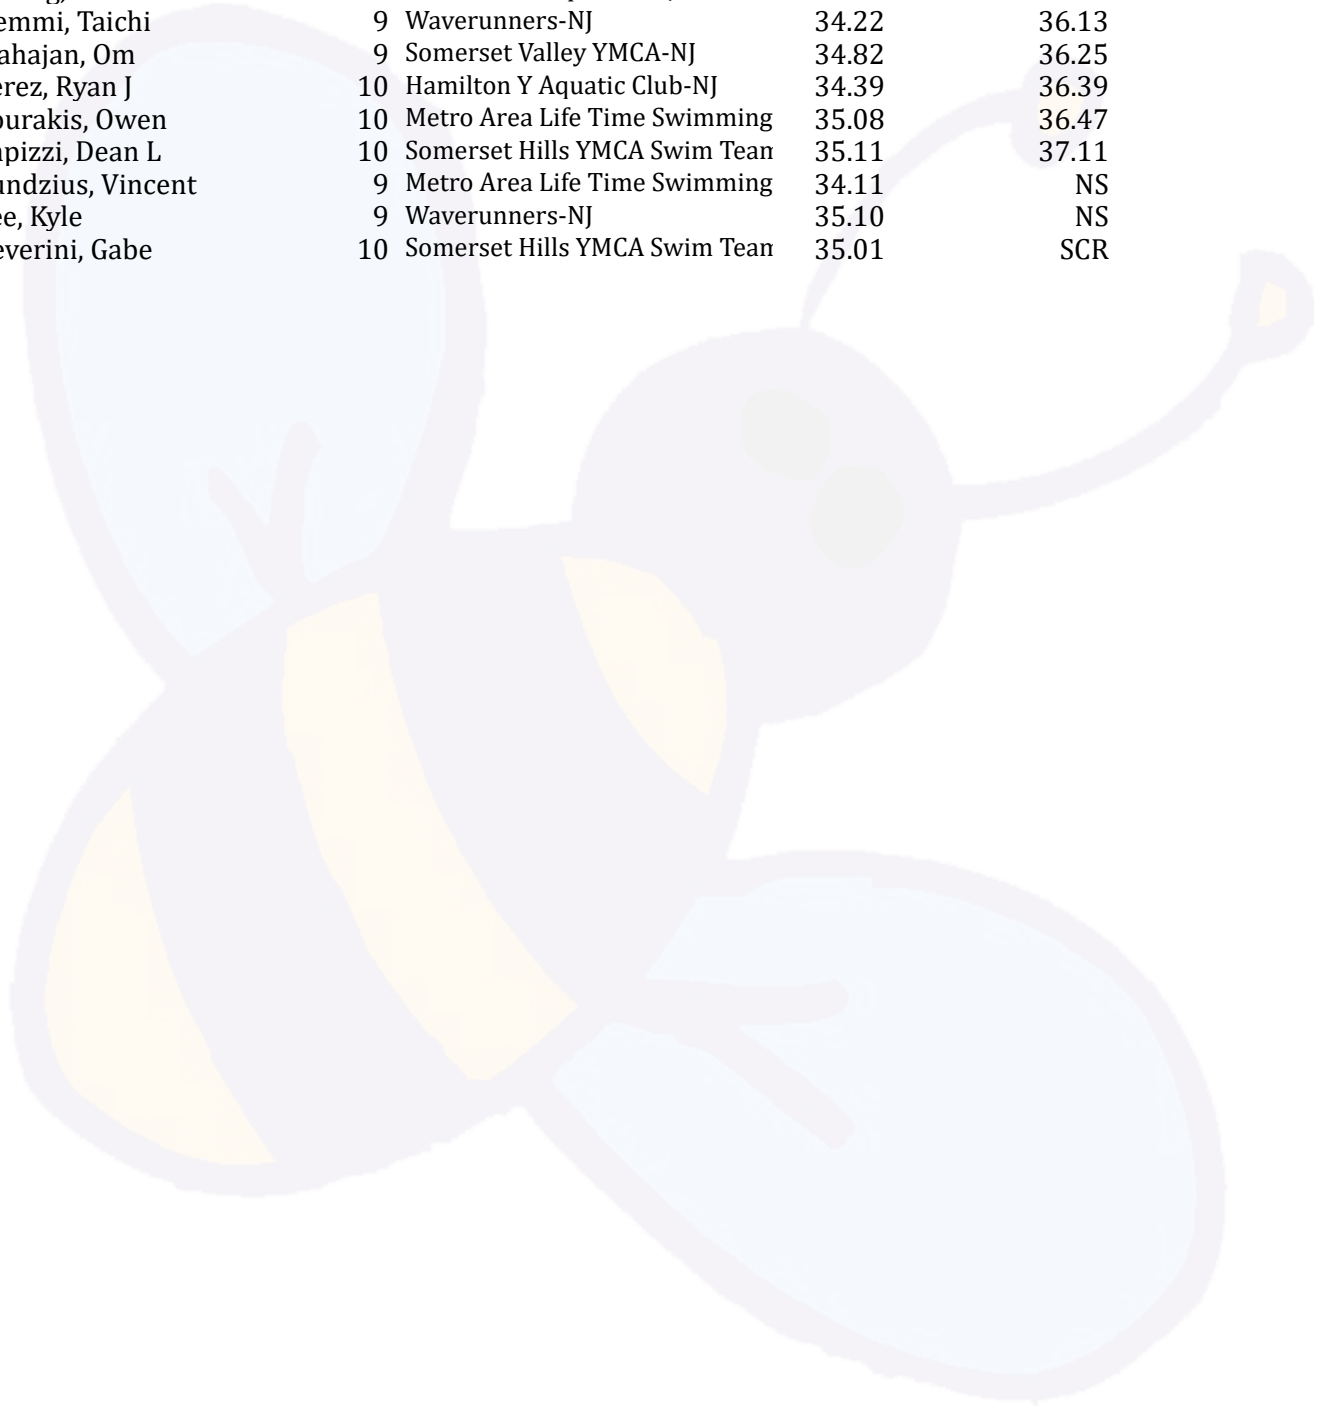 emmi, Taichi 9 Waverunners-NJ 34.22 36.13
ahajan, Om 9 Somerset Valley YMCA-NJ 34.82 36.25
erez, Ryan J 10 Hamilton Y Aquatic Club-NJ 34.39 36.39
ourakis, Owen 10 Metro Area Life Time Swimming 35.08 36.47
pizzi, Dean L 10 Somerset Hills YMCA Swim Team 35.11 37.11
undzius, Vincent 9 Metro Area Life Time Swimming 34.11 NS
ee, Kyle 9 Waverunners-NJ 35.10 NS
everini, Gabe 10 Somerset Hills YMCA Swim Team 35.01 SCR